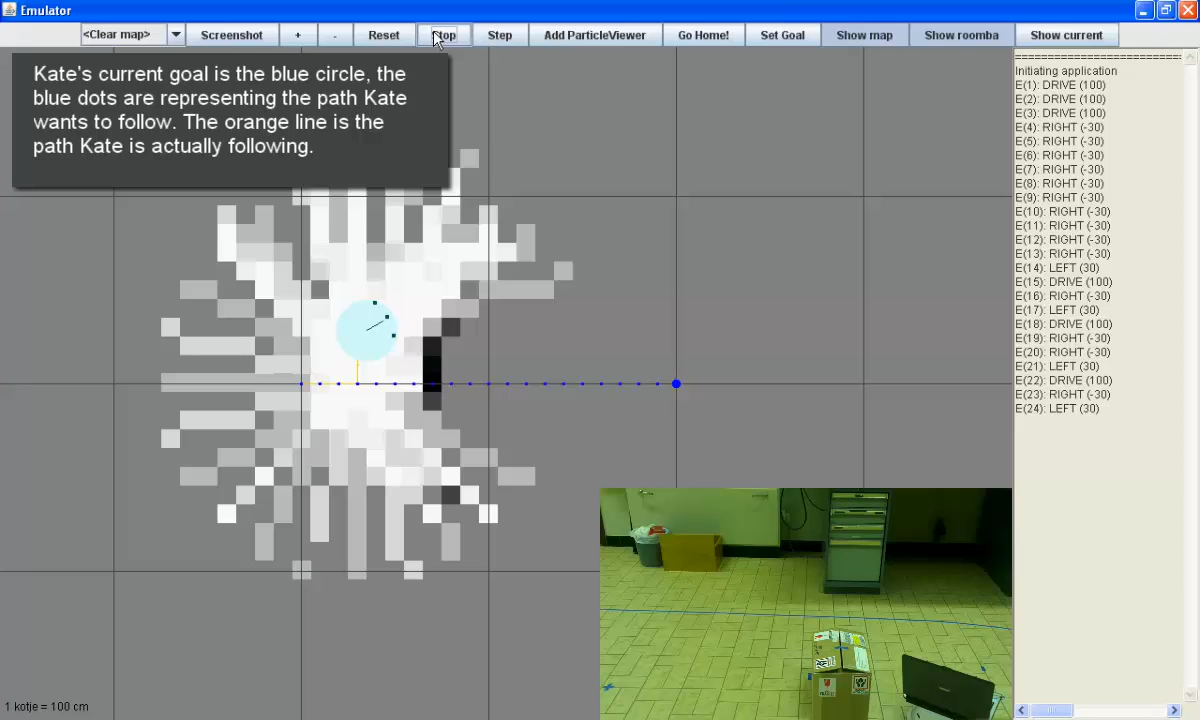 Emulator
<Clear map> Screenshot + - Reset Stop Step Add ParticleViewer Go Home! Set Goal Show map Show roomba Show current
Kate's current goal is the blue circle, the
blue dots are representing the path Kate
wants to follow. The orange line is the
path Kate is actually following.
Initiating application
E(1): DRIVE (100)
E(2): DRIVE (100)
E(3): DRIVE (100)
E(4): RIGHT (-30)
E(5): RIGHT (-30)
E(6): RIGHT (-30)
E(7): RIGHT (-30)
E(8): RIGHT (-30)
E(9): RIGHT (-30)
E(10): RIGHT (-30)
E(11): RIGHT (-30)
E(12): RIGHT (-30)
E(13): RIGHT (-30)
E(14): LEFT (30)
E(15): DRIVE (100)
E(16): RIGHT (-30)
E(17): LEFT (30)
E(18): DRIVE (100)
E(19): RIGHT (-30)
E(20): RIGHT (-30)
E(21): LEFT (30)
E(22): DRIVE (100)
E(23): RIGHT (-30)
E(24): LEFT (30)
1 kotje = 100 cm